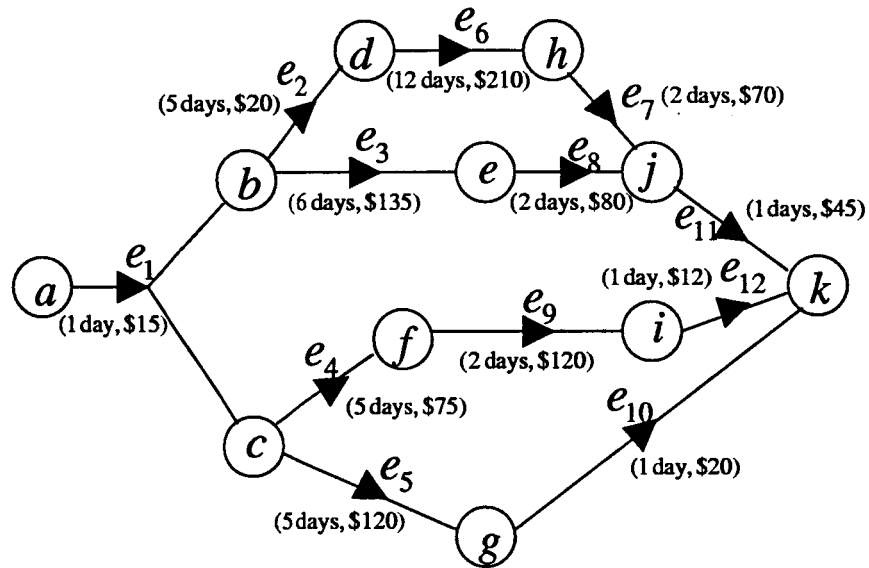 e6
d
h
(12 days, $210)
e2
(5 days, $20)
e7 (2 days, $70)
e3
e8
b
e
j
(6 days, $135)
(2 days, $80)
(1 days, $45)
e11
e1
a
(1 day, $15)
(1 day, $12) e12
k
e9
f
i
e4
(2 days, $120)
(5 days, $75)
e10
c
e5
(1 day, $20)
(5 days, $120)
g